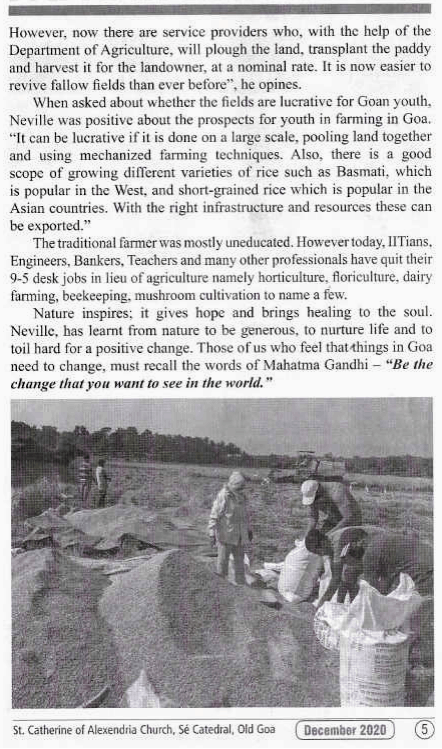 However, now there are service providers who, with the help of the
Department of Agriculture, will plough the land, transplant the paddy
and harvest it for the landowner, at a nominal rate. It is now easier to
revive fallow fields than ever before”, he opines.
When asked about whether the fields are lucrative for Goan youth,
Neville was positive about the prospects for youth in farming in Goa.
“It can be lucrative if it is done on a large scale, pooling land together
and using mechanized farming techniques. Also, there is a good
scope of growing different varieties of rice such as Basmati, which
is popular in the West, and short-grained rice which is popular in the
Asian countries. With the right infrastructure and resources these can
be exported.”
The traditional farmer was mostly uneducated. However today, IITians,
Engineers, Bankers, Teachers and many other professionals have quit their
9-5 desk jobs in lieu of agriculture namely horticulture, floriculture, dairy
farming, beekeeping, mushroom cultivation to name a few.
Nature inspires; it gives hope and brings healing to the soul.
Neville, has learnt from nature to be generous, to nurture life and to
toil hard for a positive change. Those of us who feel that things in Goa
need to change, must recall the words of Mahatma Gandhi – “Be the
change that you want to see in the world.”
St. Catherine of Alexendria Church, Sé Catedral, Old Goa December 2020 5